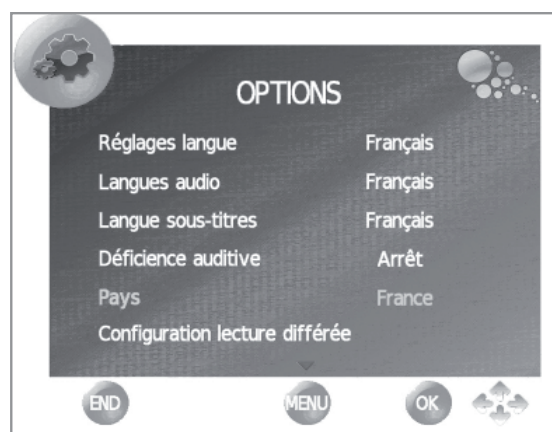 OPTIONS
Réglages langue Français
Langues audio Français
Langue sous-titres Français
Déficience auditive Arrêt
Pays France
Configuration lecture différée
END MENU OK